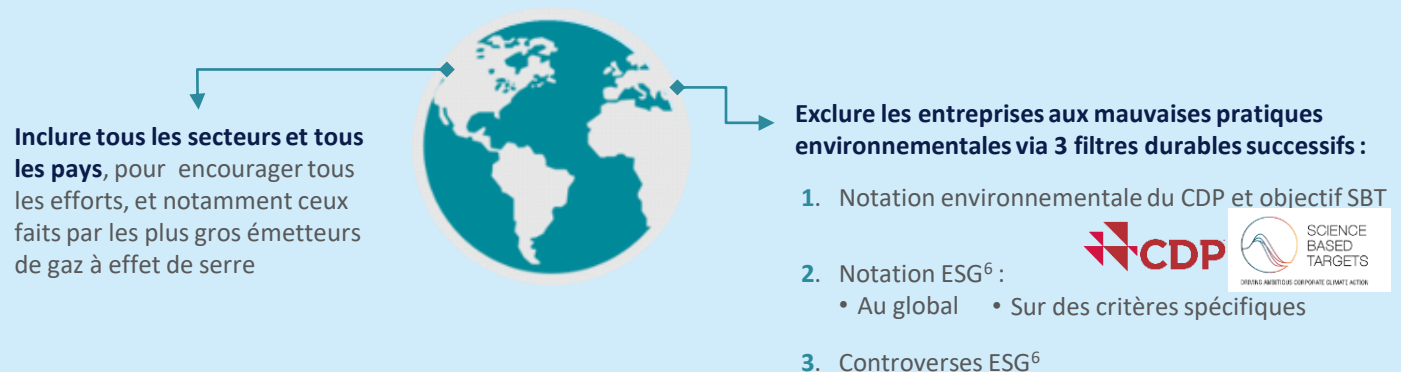 Inclure tous les secteurs et tous
les pays, pour encourager tous
les efforts, et notamment ceux
faits par les plus gros émetteurs
de gaz à effet de serre
Exclure les entreprises aux mauvaises pratiques
environnementales via 3 filtres durables successifs :
1. Notation environnementale du CDP et objectif SBT
CDP
SCIENCE
BASED
TARGETS
DRIVING AMBITIOUS CORPORATE CLIMATE ACTION
2. Notation ESG⁶ :
• Au global • Sur des critères spécifiques
3. Controverses ESG⁶